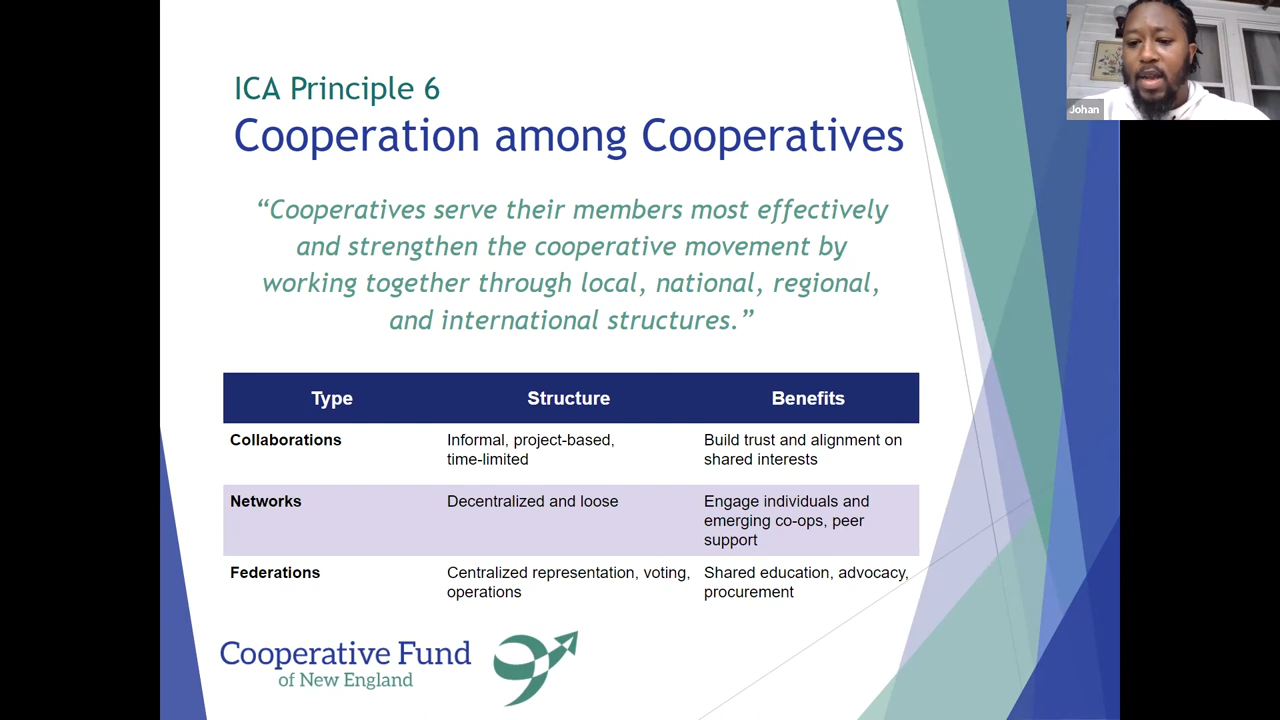 ICA Principle 6
Cooperation among Cooperatives
“Cooperatives serve their members most effectively
and strengthen the cooperative movement by
working together through local, national, regional,
and international structures.”
Type Structure Benefits
Collaborations Informal, project-based, Build trust and alignment on
time-limited shared interests
Networks Decentralized and loose Engage individuals and
emerging co-ops, peer
support
Federations Centralized representation, voting, Shared education, advocacy,
operations procurement
Cooperative Fund
of New England
Johan